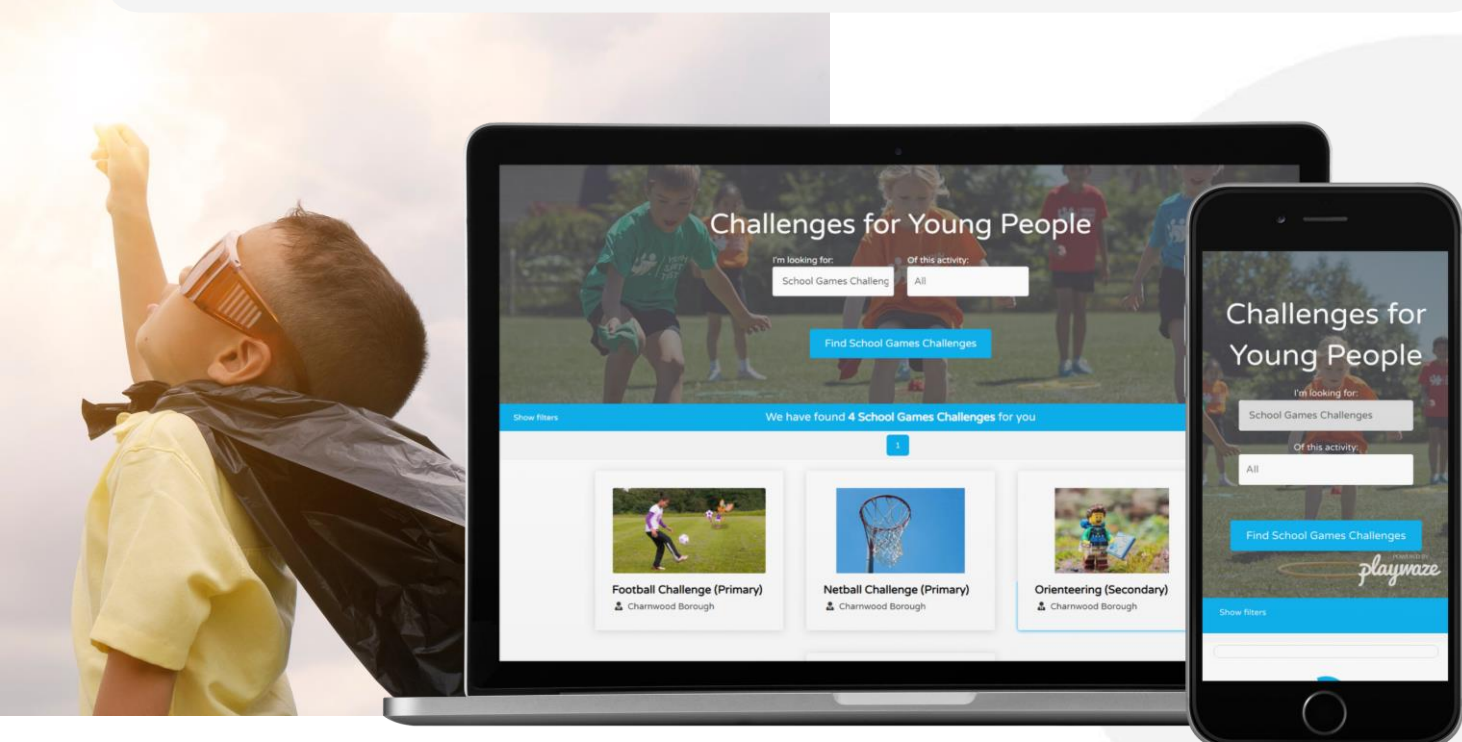 Challenges for Young People
I'm looking for:
Of this activity:
School Games Challeng
All
Find School Games Challenges
Show filters
We have found 4 School Games Challenges for you
1
Football Challenge (Primary)
Charnwood Borough
Netball Challenge (Primary)
Charnwood Borough
Orienteering (Secondary)
Charnwood Borough
Challenges for
Young People
I'm looking for:
School Games Challenges
Of this activity:
All
Find School Games Challenges
POWERED BY
playwaze
Show filters